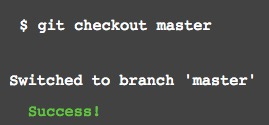 $ git checkout master
Switched to branch 'master'
Success!